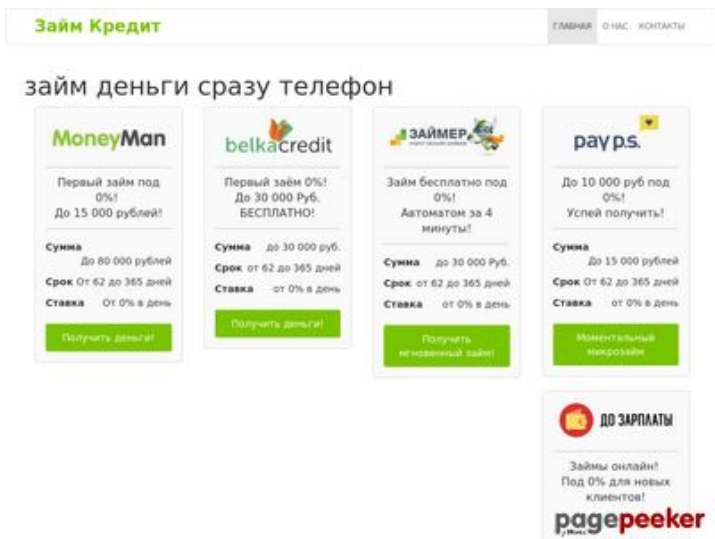 Займ Кредит
ГЛАВНАЯ О НАС КОНТАКТЫ
займ деньги сразу телефон
MoneyMan
Первый займ под
0%!
До 15 000 рублей!
Сумма
До 80 000 рублей
Срок От 62 до 365 дней
Ставка От 0% в день
Получить деньги!
belkacredit
Первый заём 0%!
До 30 000 Руб.
БЕСПЛАТНО!
Сумма до 30 000 руб.
Срок от 62 до 365 дней
Ставка от 0% в день
Получить деньги!
ЗАЙМЕР
Займ бесплатно под
0%!
Автоматом за 4
минуты!
Сумма до 30 000 Руб.
Срок от 62 до 365 дней
Ставка от 0% в день
Получить
мгновенный займ!
pay p.s.
До 10 000 руб под
0%!
Успей получить!
Сумма
До 15 000 рублей
Срок От 62 до 365 дней
Ставка от 0% в день
Моментальный
микрозайм
ДО ЗАРПЛАТЫ
Займы онлайн!
Под 0% для новых
клиентов!
pagepeeker